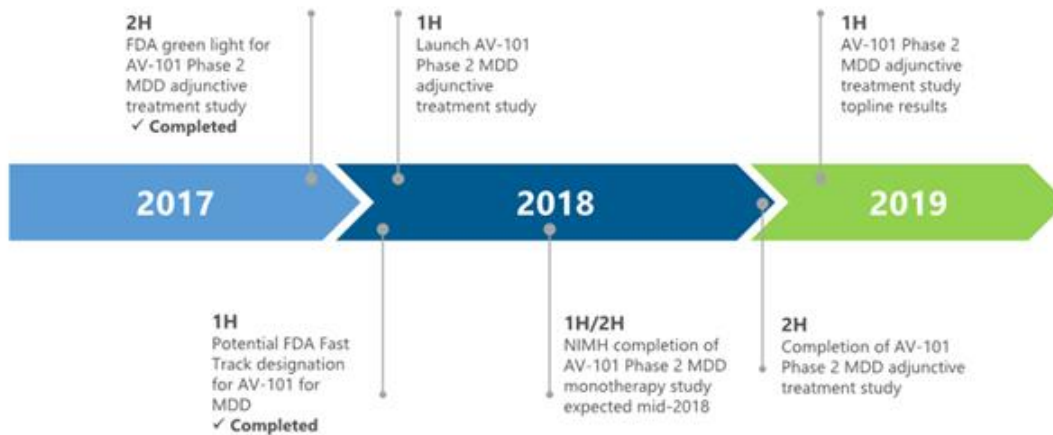 2H
FDA green light for
AV-101 Phase 2
MDD adjunctive
treatment study
✓ Completed
1H
Launch AV-101
Phase 2 MDD
adjunctive
treatment study
1H
AV-101 Phase 2
MDD adjunctive
treatment study
topline results
2017
2018
2019
1H
Potential FDA Fast
Track designation
for AV-101 for
MDD
✓ Completed
1H/2H
NIMH completion of
AV-101 Phase 2 MDD
monotherapy study
expected mid-2018
2H
Completion of AV-101
Phase 2 MDD adjunctive
treatment study